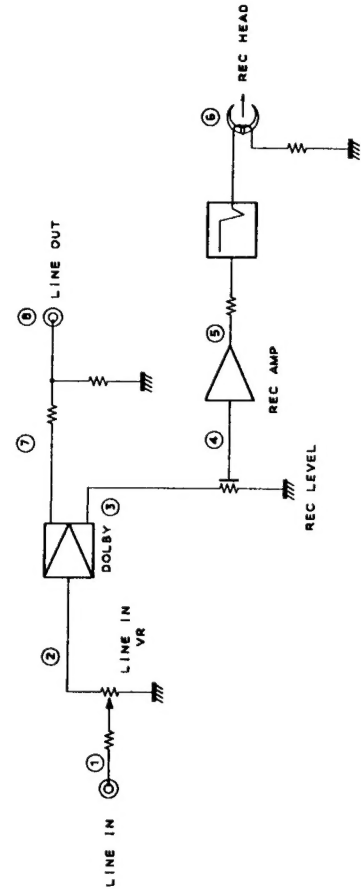 LINE IN
①
LINE IN
VR
②
DOLBY
③
⑦
⑧
LINE OUT
REC LEVEL
④
REC AMP
⑤
⑥
REC HEAD